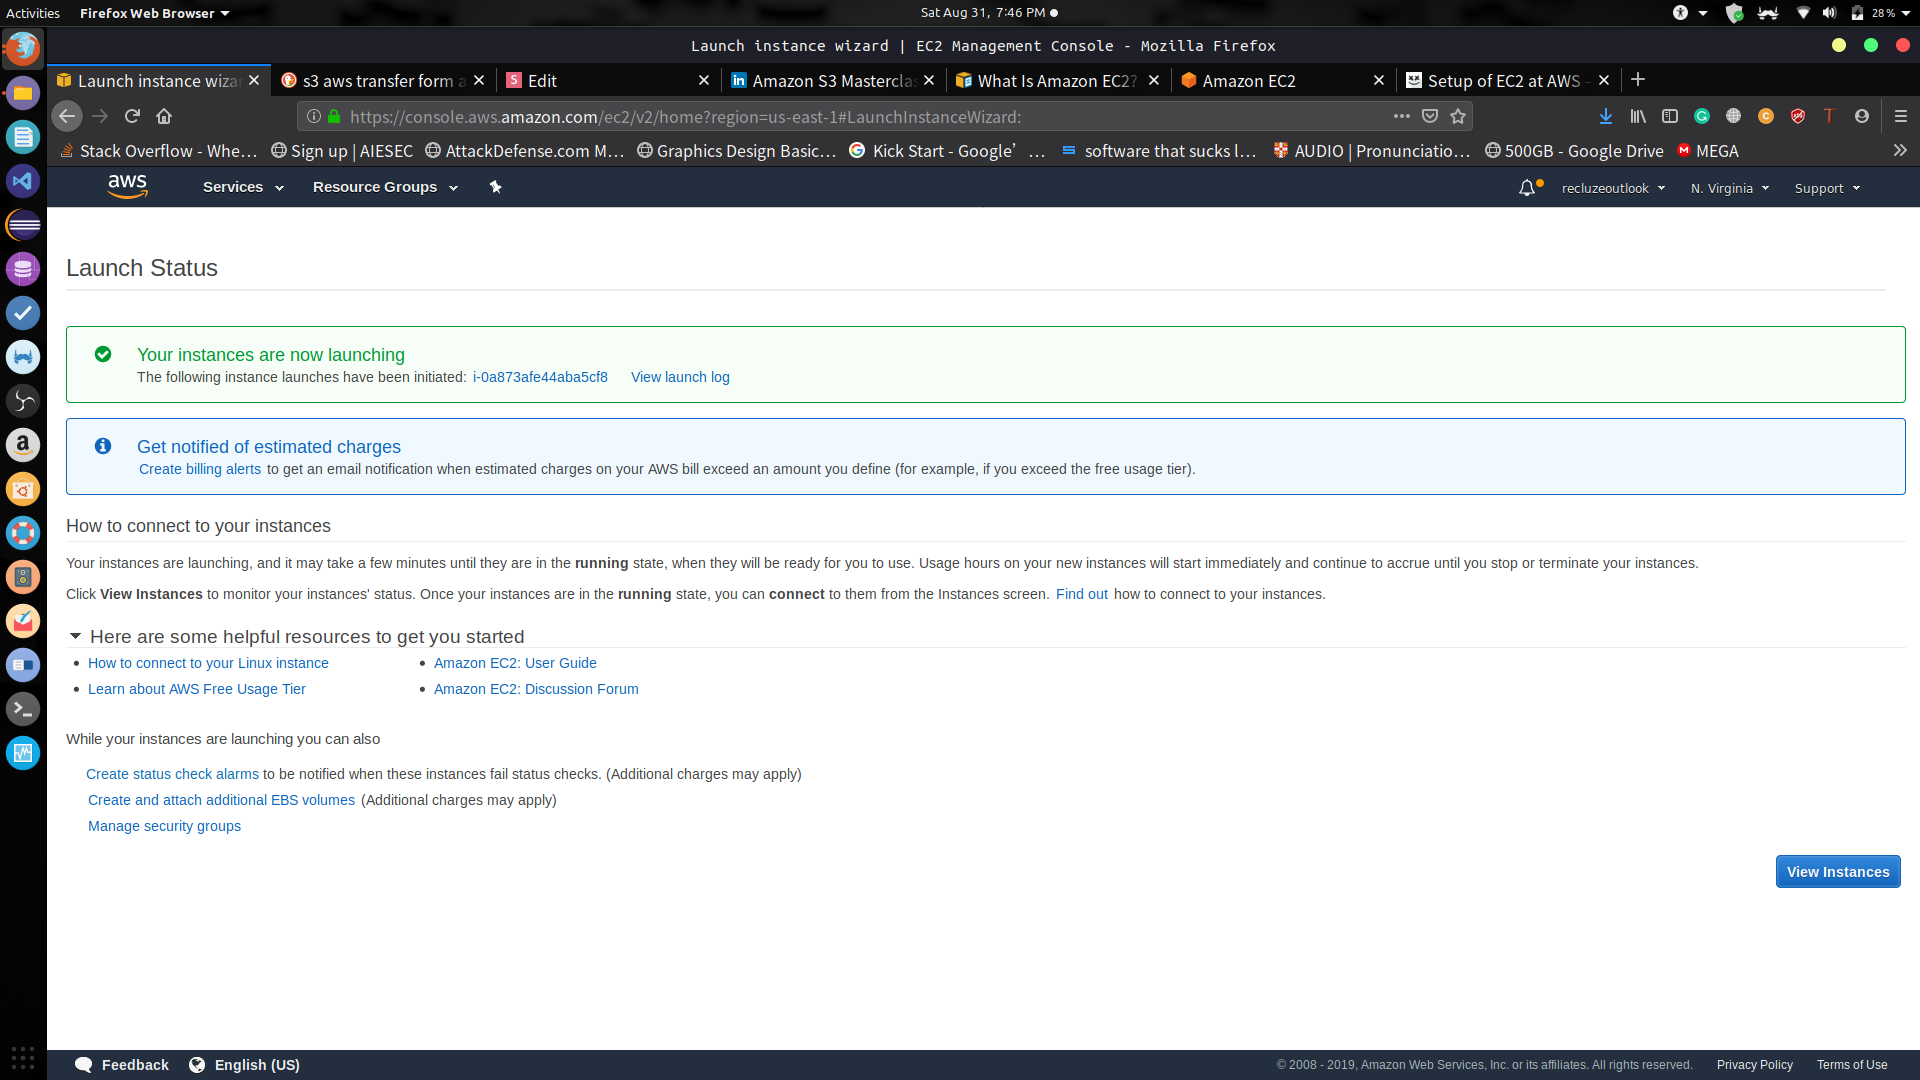 Activities Firefox Web Browser Sat Aug 31, 7:46 PM 28%
Launch instance wizard | EC2 Management Console - Mozilla Firefox
Launch instance wiza s3 aws transfer form a Edit Amazon S3 Mastercla What Is Amazon EC2? Amazon EC2 Setup of EC2 at AWS -
https://console.aws.amazon.com/ec2/v2/home?region=us-east-1#LaunchInstanceWizard:
Stack Overflow - Whe... Sign up | AIESEC AttackDefense.com M... Graphics Design Basic... Kick Start - Google' ... software that sucks l... AUDIO | Pronunciatio... 500GB - Google Drive MEGA
aws Services Resource Groups recluzeoutlook N. Virginia Support
Launch Status
Your instances are now launching
The following instance launches have been initiated: i-0a873afe44aba5cf8 View launch log
Get notified of estimated charges
Create billing alerts to get an email notification when estimated charges on your AWS bill exceed an amount you define (for example, if you exceed the free usage tier).
How to connect to your instances
Your instances are launching, and it may take a few minutes until they are in the running state, when they will be ready for you to use. Usage hours on your new instances will start immediately and continue to accrue until you stop or terminate your instances.
Click View Instances to monitor your instances' status. Once your instances are in the running state, you can connect to them from the Instances screen. Find out how to connect to your instances.
Here are some helpful resources to get you started
How to connect to your Linux instance Amazon EC2: User Guide
Learn about AWS Free Usage Tier Amazon EC2: Discussion Forum
While your instances are launching you can also
Create status check alarms to be notified when these instances fail status checks. (Additional charges may apply)
Create and attach additional EBS volumes (Additional charges may apply)
Manage security groups
View Instances
Feedback English (US) © 2008 - 2019, Amazon Web Services, Inc. or its affiliates. All rights reserved. Privacy Policy Terms of Use